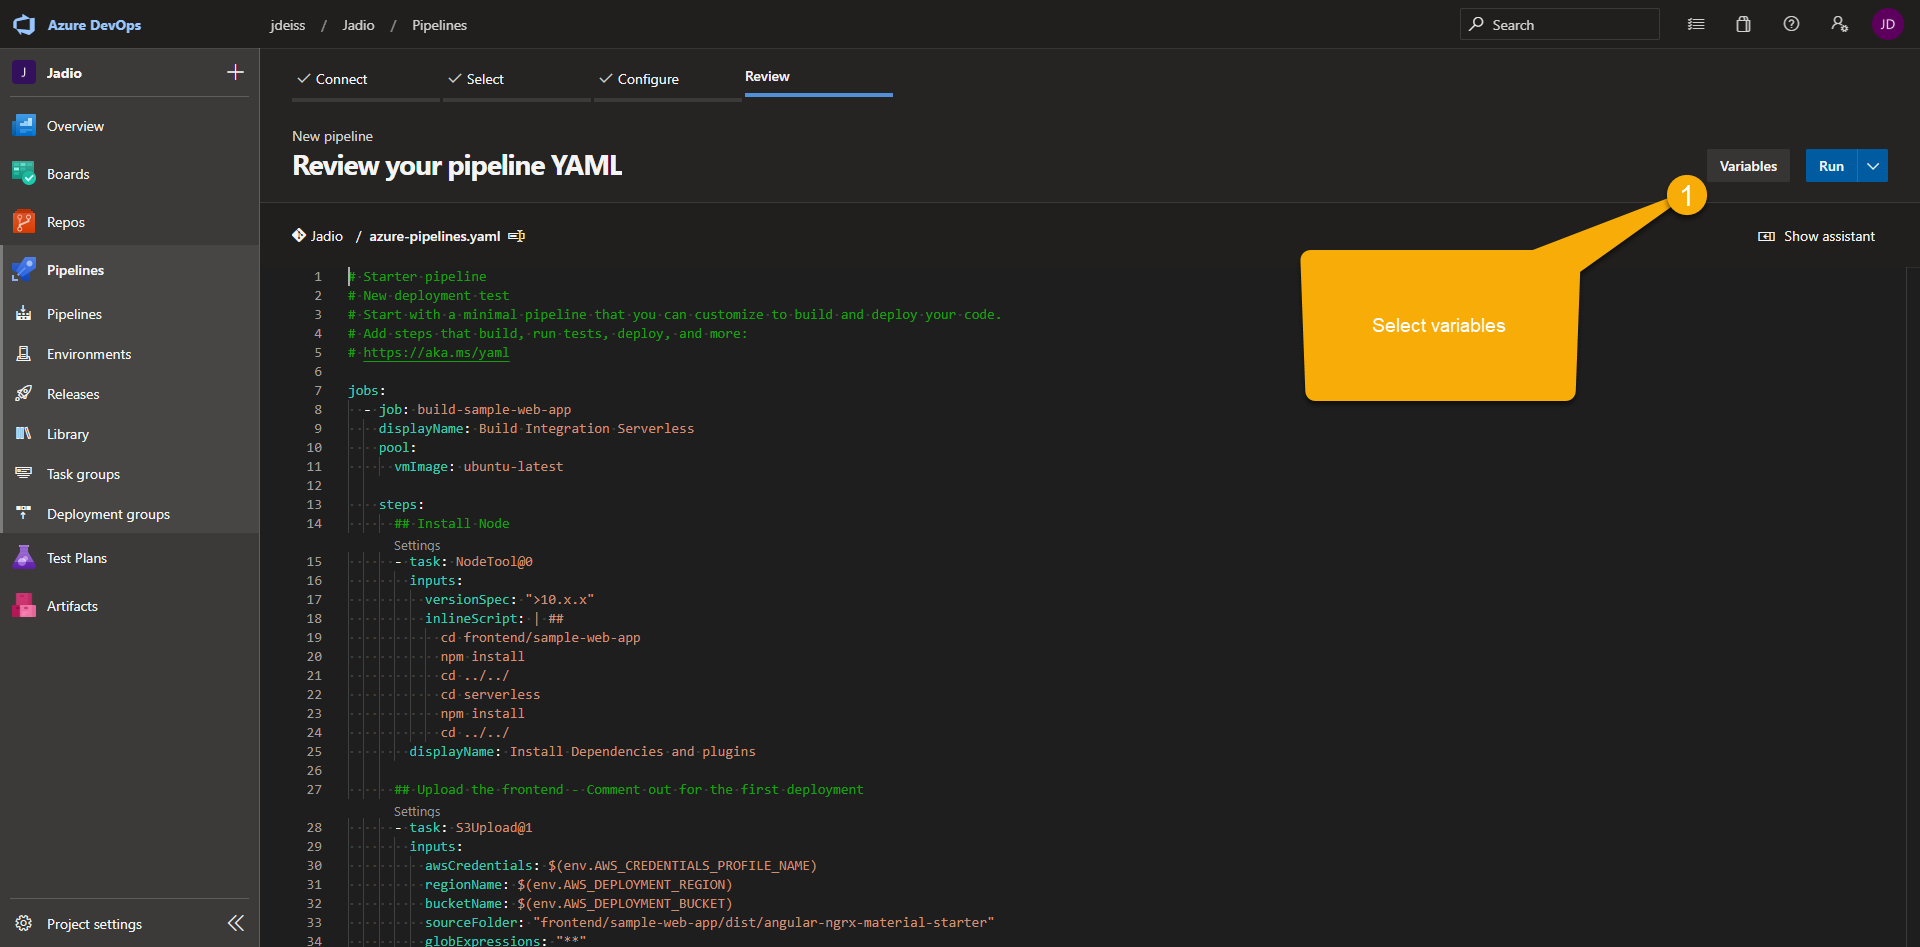 Azure DevOps
jdeiss / Jadio / Pipelines
Search
JD
J Jadio
Overview
Boards
Repos
Pipelines
Pipelines
Environments
Releases
Library
Task groups
Deployment groups
Test Plans
Artifacts
Project settings
Connect
Select
Configure
Review
New pipeline
Review your pipeline YAML
Variables
Run
1
Select variables
Jadio / azure-pipelines.yaml
Show assistant
1 # Starter pipeline
2 # New deployment test
3 # Start with a minimal pipeline that you can customize to build and deploy your code.
4 # Add steps that build, run tests, deploy, and more:
5 # https://aka.ms/yaml
6
7 jobs:
8 - job: build-sample-web-app
9 displayName: Build Integration Serverless
10 pool:
11 vmImage: ubuntu-latest
12
13 steps:
14 ## Install Node
Settings
15 - task: NodeTool@0
16 inputs:
17 versionSpec: ">10.x.x"
18 inlineScript: | ##
19 cd frontend/sample-web-app
20 npm install
21 cd ../../
22 cd serverless
23 npm install
24 cd ../../
25 displayName: Install Dependencies and plugins
26
27 ## Upload the frontend - Comment out for the first deployment
Settings
28 - task: S3Upload@1
29 inputs:
30 awsCredentials: $(env.AWS_CREDENTIALS_PROFILE_NAME)
31 regionName: $(env.AWS_DEPLOYMENT_REGION)
32 bucketName: $(env.AWS_DEPLOYMENT_BUCKET)
33 sourceFolder: "frontend/sample-web-app/dist/angular-ngrx-material-starter"
34 globExpressions: "**"